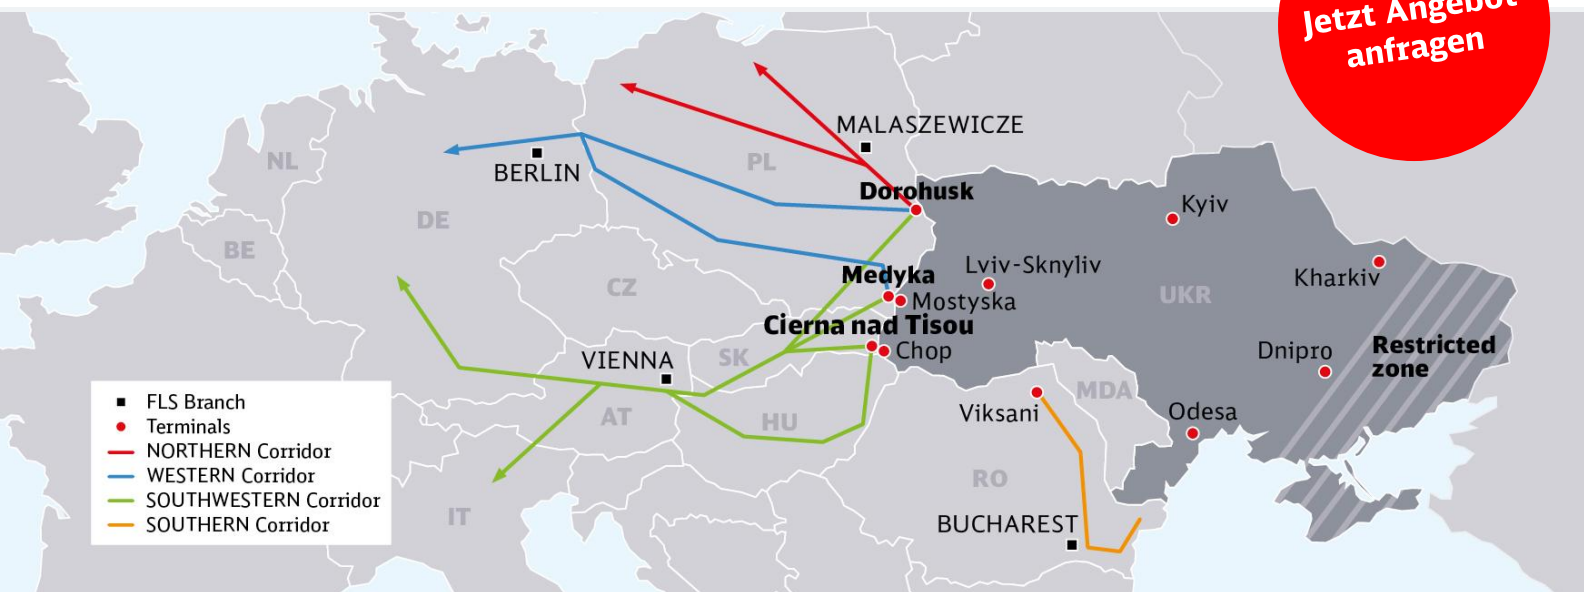 Jetzt Angebot
anfragen
MALASZEWICZE
NL
PL
BERLIN
Dorohusk
Kyiv
DE
BE
Lviv-Sknyliv
Medyka
Kharkiv
CZ
Mostyska
UKR
Cierna nad Tisou
Chop
VIENNA
SK
Dnipro
Restricted
zone
MDA
AT
HU
Viksani
Odesa
FLS Branch
Terminals
NORTHERN Corridor
WESTERN Corridor
SOUTHWESTERN Corridor
SOUTHERN Corridor
RO
IT
BUCHAREST